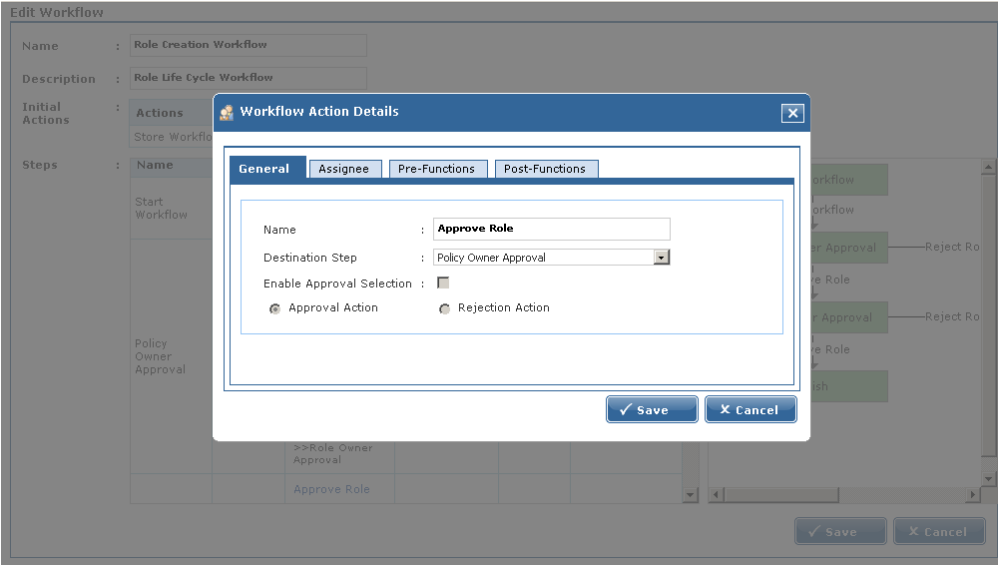 Edit Workflow
Name : Role Creation Workflow
Description : Role Life Cycle Workflow
Initial Actions : Actions
Store Workflo
Steps : Name
Start Workflow
Policy Owner Approval
>>Role Owner Approval
Approve Role
Workflow Action Details
General Assignee Pre-Functions Post-Functions
Name : Approve Role
Destination Step : Policy Owner Approval
Enable Approval Selection :
Approval Action Rejection Action
Save Cancel
orkflow
orkflow
er Approval Reject Ro
e Role
r Approval Reject Ro
e Role
ish
Save Cancel